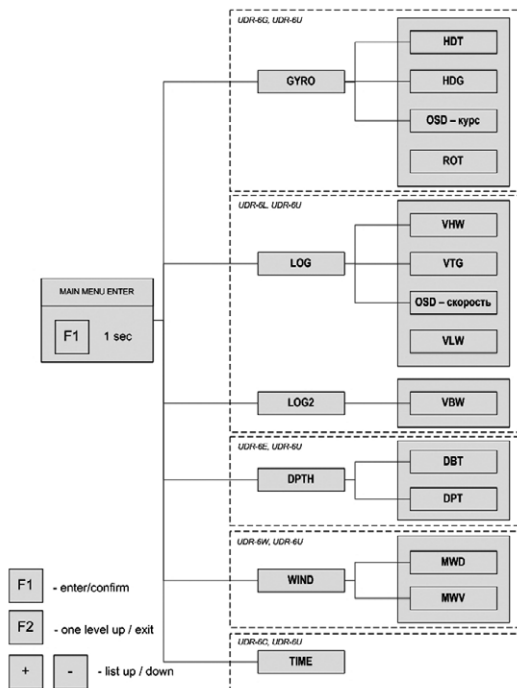 UDR-6G, UDR-6U
HDT
GYRO
HDG
OSD – курс
ROT
UDR-6L, UDR-6U
VHW
LOG
VTG
OSD – скорость
VLW
MAIN MENU ENTER
F1 1 sec
LOG2
VBW
UDR-6E, UDR-6U
DBT
DPTH
DPT
UDR-6W, UDR-6U
MWD
WIND
MWV
UDR-6C, UDR-6U
TIME
F1 - enter/confirm
F2 - one level up / exit
+ - - list up / down